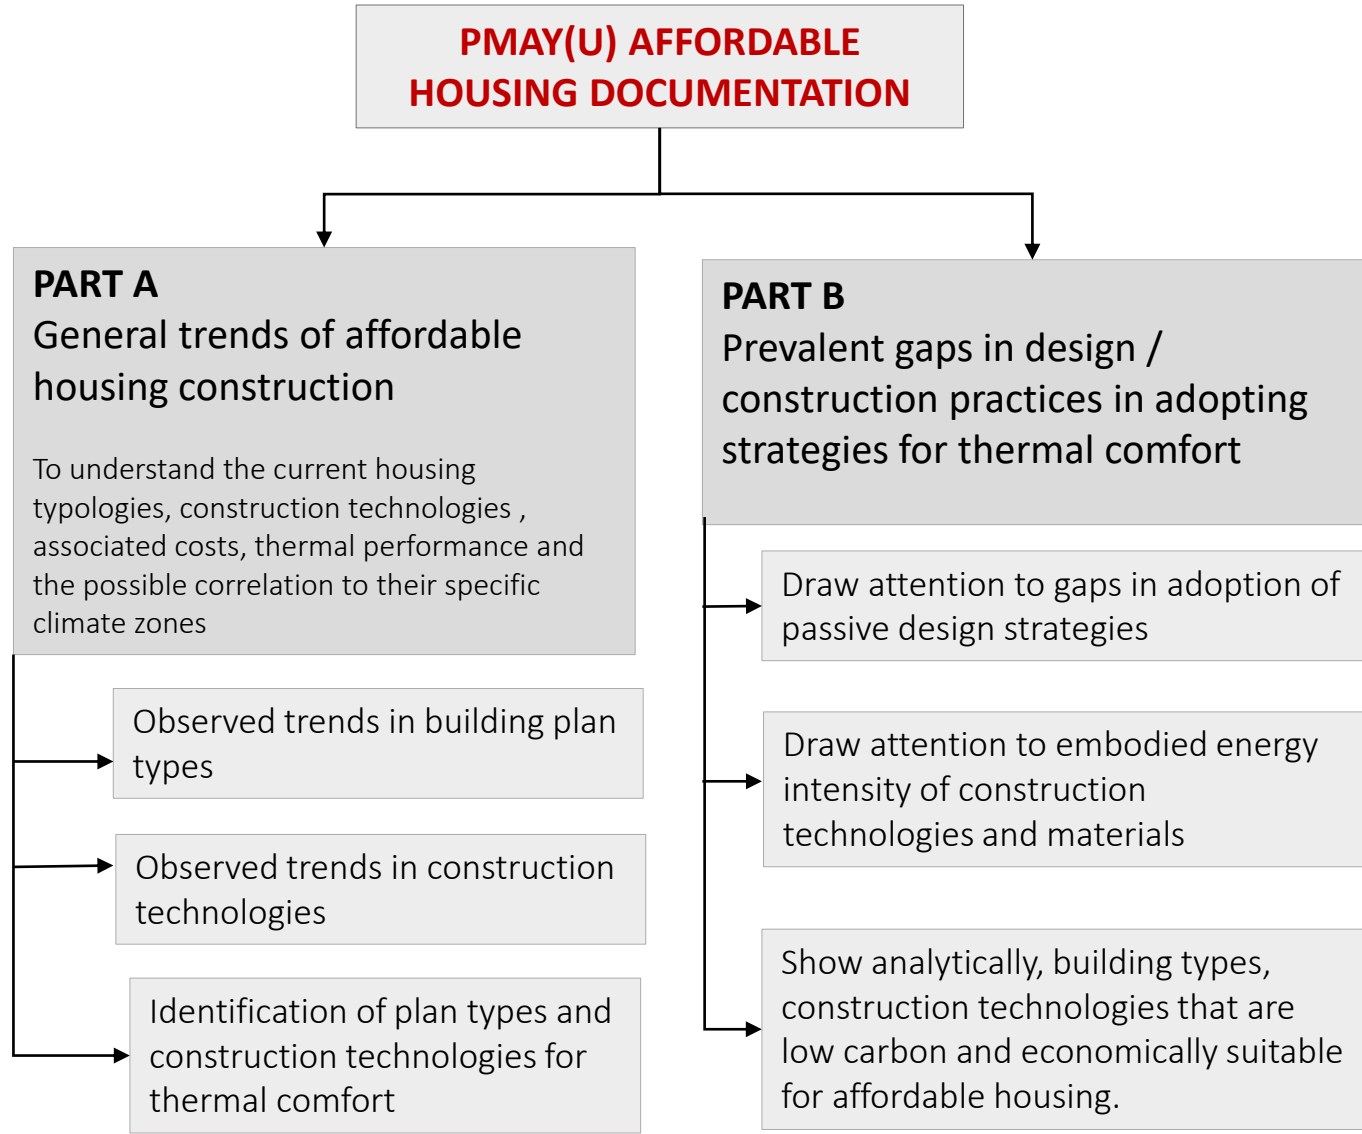 PMAY(U) AFFORDABLE
HOUSING DOCUMENTATION
PART A
General trends of affordable
housing construction
To understand the current housing
typologies, construction technologies ,
associated costs, thermal performance and
the possible correlation to their specific
climate zones
Observed trends in building plan
types
Observed trends in construction
technologies
Identification of plan types and
construction technologies for
thermal comfort
PART B
Prevalent gaps in design /
construction practices in adopting
strategies for thermal comfort
Draw attention to gaps in adoption of
passive design strategies
Draw attention to embodied energy
intensity of construction
technologies and materials
Show analytically, building types,
construction technologies that are
low carbon and economically suitable
for affordable housing.